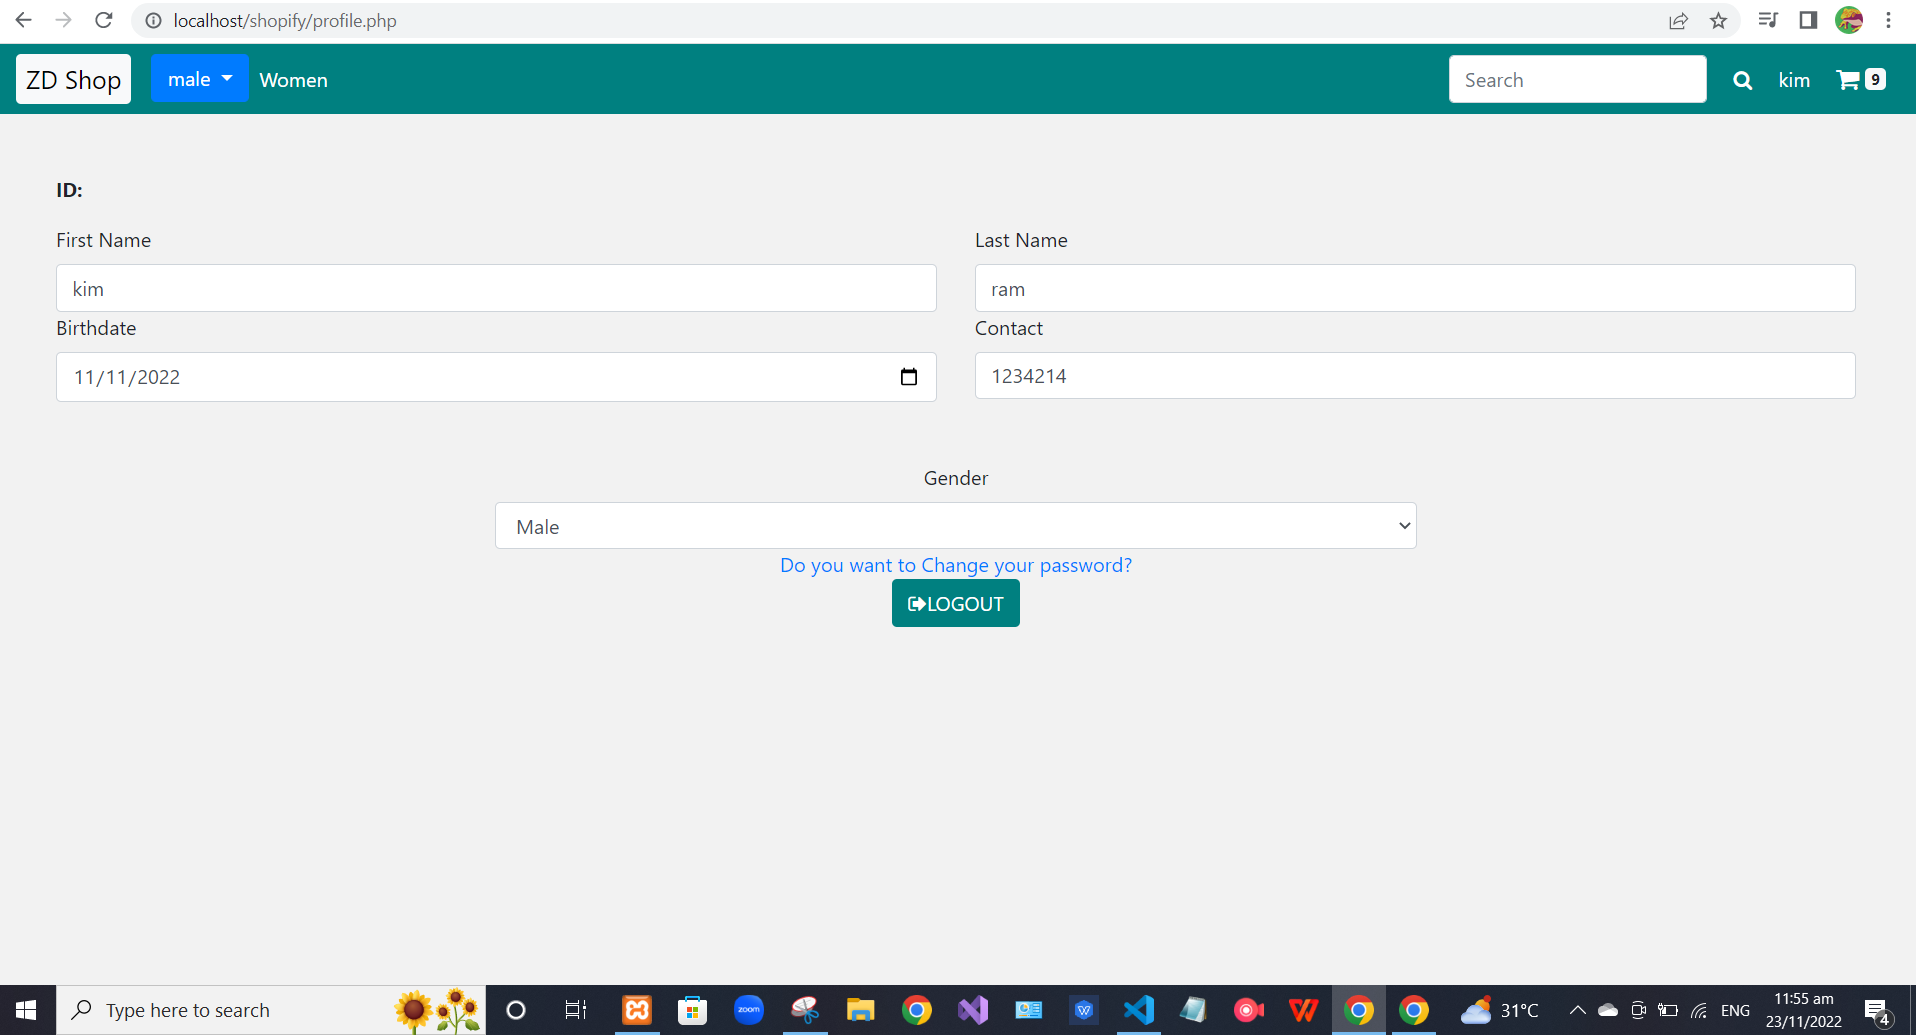 localhost/shopify/profile.php
ZD Shop male Women Search kim 9
ID:
First Name Last Name
kim ram
Birthdate Contact
11/11/2022 1234214
Gender
Male
Do you want to Change your password?
LOGOUT
Type here to search zoom W W 31°C ENG 11:55 am
23/11/2022 4